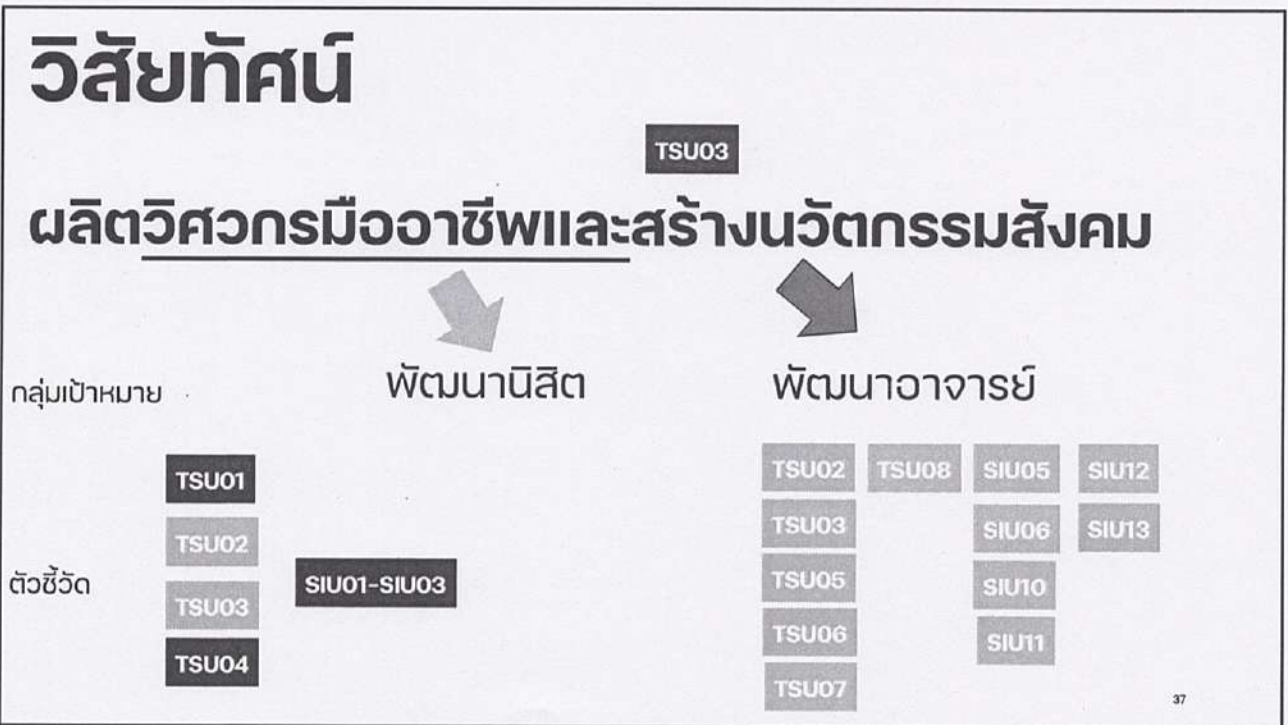 วิสัยทัศน์
TSU03
ผลิตวิศวกรมืออาชีพและสร้างนวัตกรรมสังคม
กลุ่มเป้าหมาย พัฒนานิสิต พัฒนาอาจารย์
TSU01 TSU02 TSU08 SIU05 SIU12
TSU02 TSU03 SIU06 SIU13
ตัวชี้วัด SIU01-SIU03 TSU05 SIU10
TSU03 TSU06 SIU11
TSU04 TSU07
37